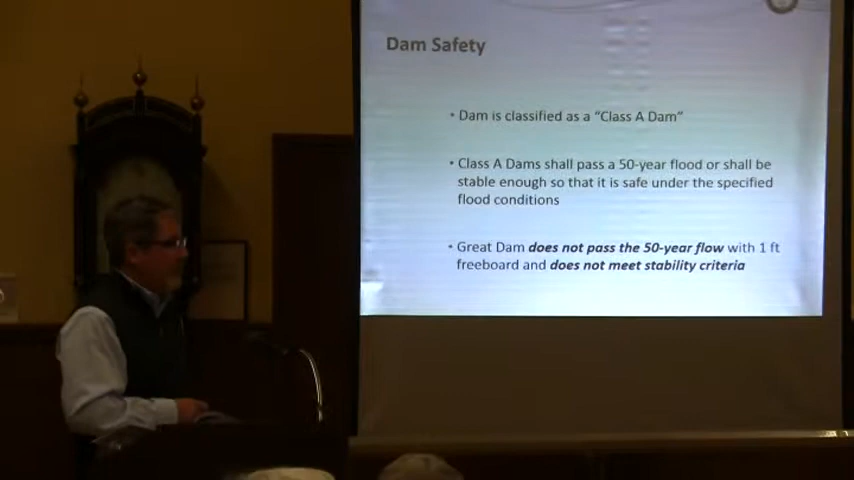 Dam Safety
• Dam is classified as a “Class A Dam”
• Class A Dams shall pass a 50-year flood or shall be
stable enough so that it is safe under the specified
flood conditions
• Great Dam does not pass the 50-year flow with 1 ft
freeboard and does not meet stability criteria